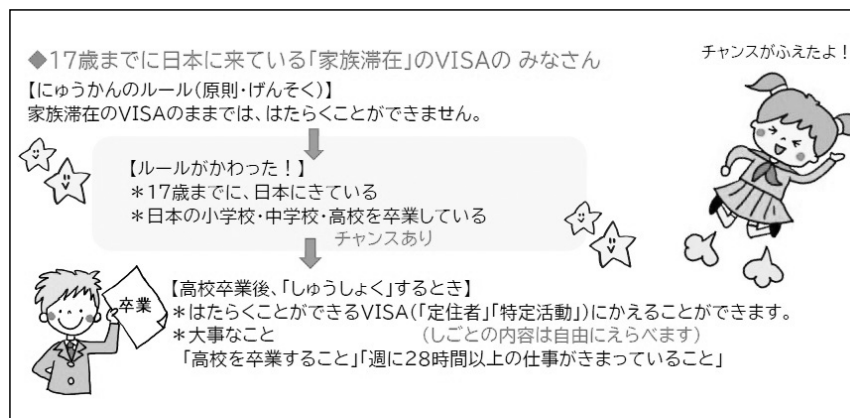 ◆17歳までに日本に来ている「家族滞在」のVISAの みなさん
チャンスがふえたよ!
【にゅうかんのルール(原則・げんそく)】
家族滞在のVISAのままでは、はたらくことができません。
【ルールがかわった!】
*17歳までに、日本にきている
*日本の小学校・中学校・高校を卒業している
チャンスあり
卒業
【高校卒業後、「しゅうしょく」するとき】
*はたらくことができるVISA(「定住者」「特定活動」)にかえることができます。
*大事なこと (しごとの内容は自由にえらべます)
「高校を卒業すること」「週に28時間以上の仕事がきまっていること」